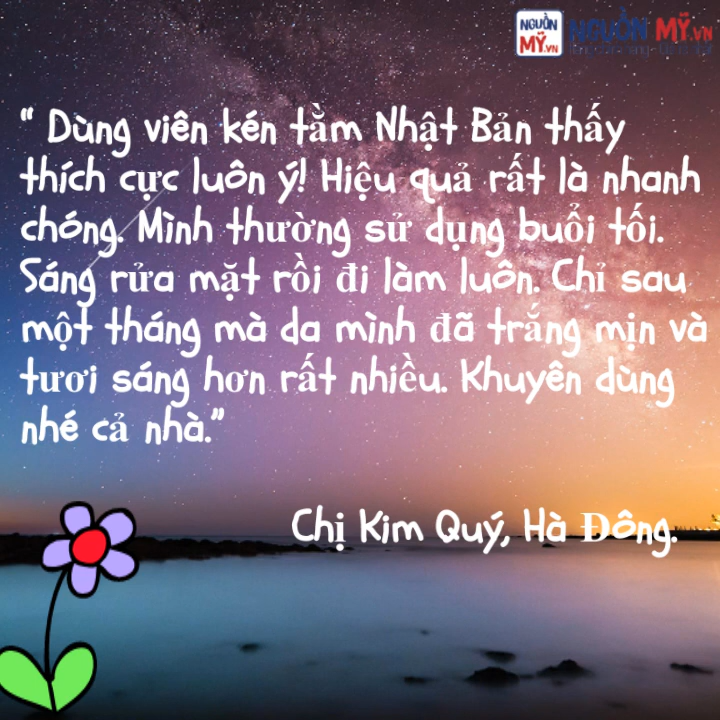 NGUỒN
MỸ.VN
NGUỒN MỸ.VN
“ Dùng viên kén tằm Nhật Bản thấy
thích cực luôn ý! Hiệu quả rất là nhanh
chóng. Mình thường sử dụng buổi tối.
Sáng rửa mặt rồi đi làm luôn. Chỉ sau
một tháng mà da mình đã trắng mịn và
tươi sáng hơn rất nhiều. Khuyên dùng
nhé cả nhà.”
Chị Kim Quý, Hà Đông.